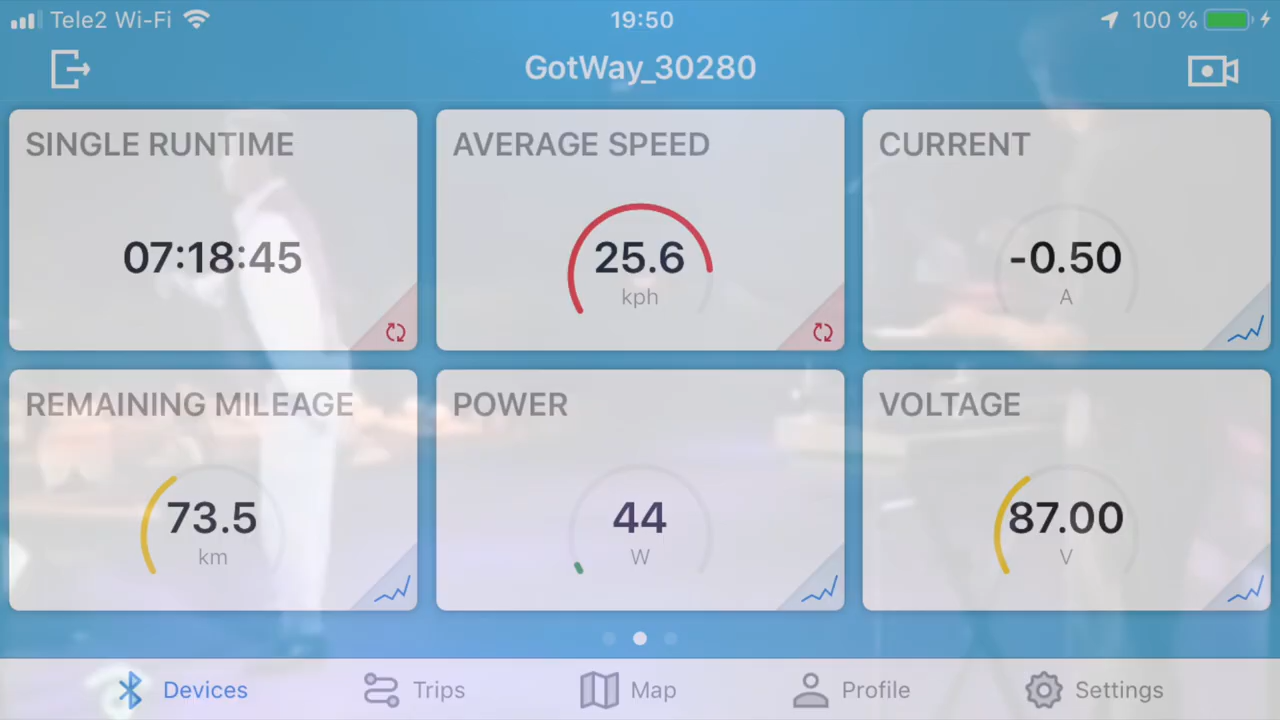 Tele2 Wi-Fi 19:50 100 %
GotWay_30280
SINGLE RUNTIME
07:18:45
AVERAGE SPEED
25.6
kph
CURRENT
-0.50
A
REMAINING MILEAGE
73.5
km
POWER
44
W
VOLTAGE
87.00
V
Devices Trips Map Profile Settings